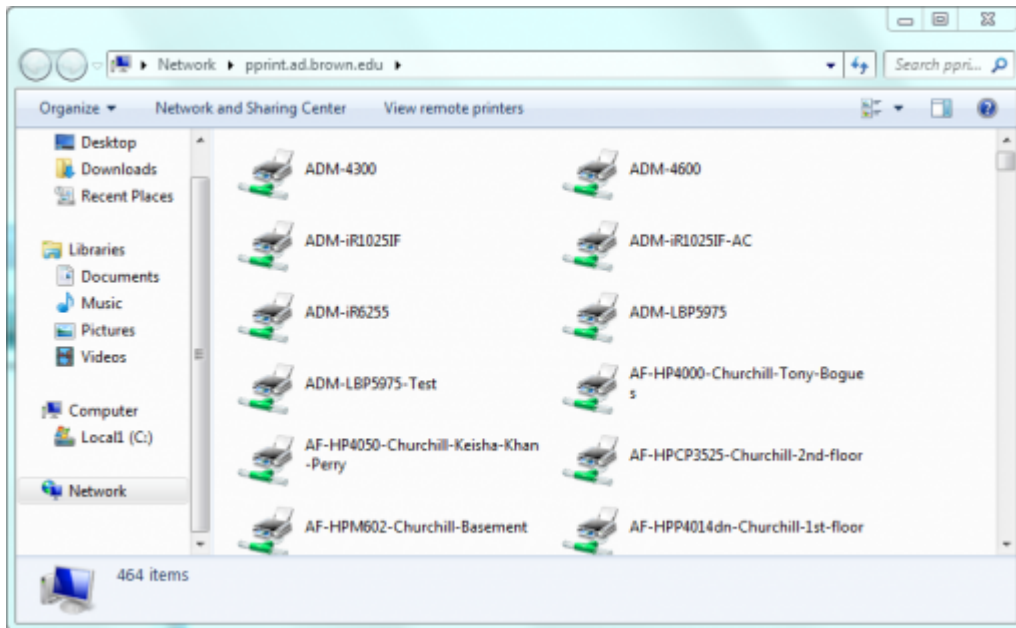 Network ▸ pprint.ad.brown.edu ▸
Search ppri...
Organize
Network and Sharing Center
View remote printers
Desktop
Downloads
Recent Places
Libraries
Documents
Music
Pictures
Videos
Computer
Local1 (C:)
Network
ADM-4300
ADM-4600
ADM-iR1025IF
ADM-iR1025IF-AC
ADM-iR6255
ADM-LBP5975
ADM-LBP5975-Test
AF-HP4000-Churchill-Tony-Bogue
s
AF-HP4050-Churchill-Keisha-Khan
-Perry
AF-HPCP3525-Churchill-2nd-floor
AF-HPM602-Churchill-Basement
AF-HPP4014dn-Churchill-1st-floor
464 items